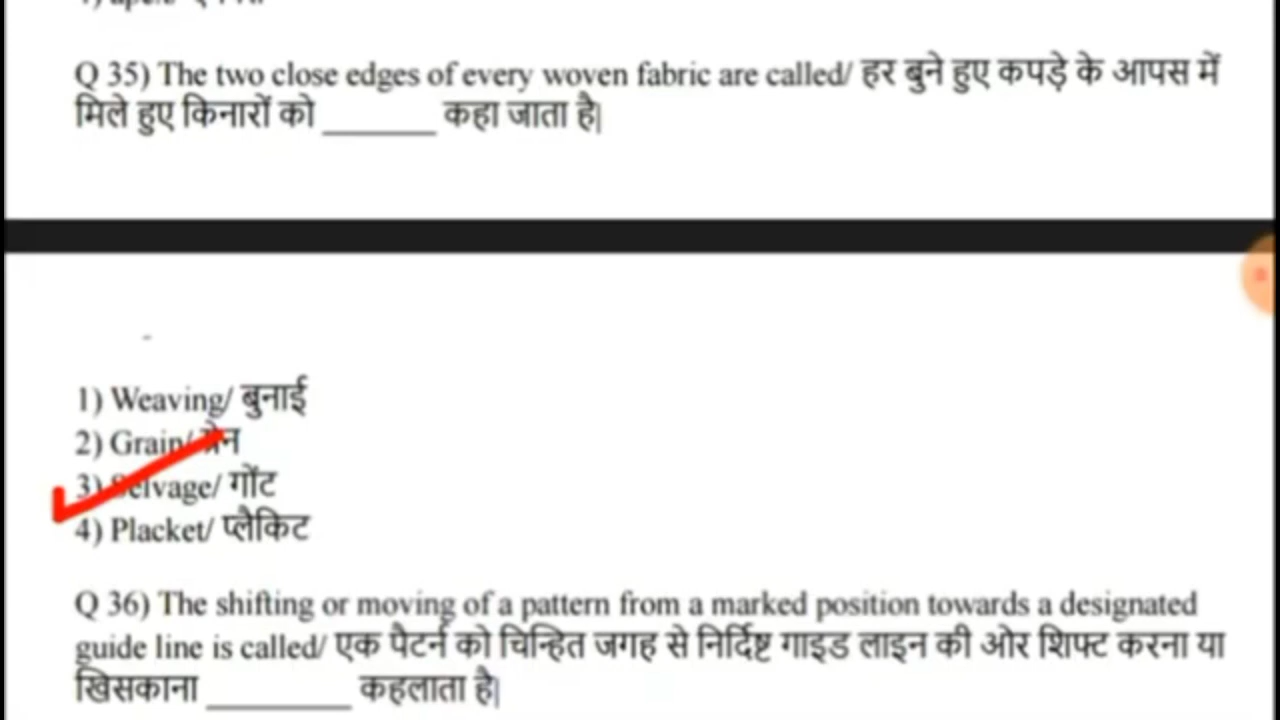 Q 35) The two close edges of every woven fabric are called/ हर बुने हुए कपड़े के आपस में
मिले हुए किनारों को _______ कहा जाता है|
1) Weaving/ बुनाई
2) Grain/ ग्रेन
3) Selvage/ गोंट
4) Placket/ प्लैकिट
Q 36) The shifting or moving of a pattern from a marked position towards a designated
guide line is called/ एक पैटर्न को चिन्हित जगह से निर्दिष्ट गाइड लाइन की ओर शिफ्ट करना या
खिसकाना _________ कहलाता है|